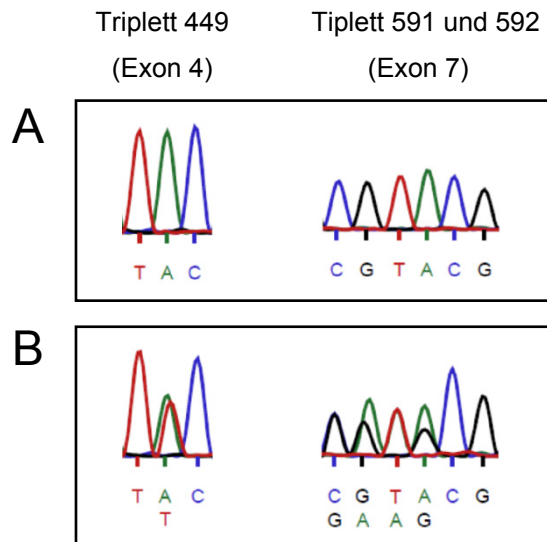 Triplett 449
(Exon 4)
Tiplett 591 und 592
(Exon 7)
A
T A C
C G T A C G
B
T A C
T
C G T A C G
G A A G